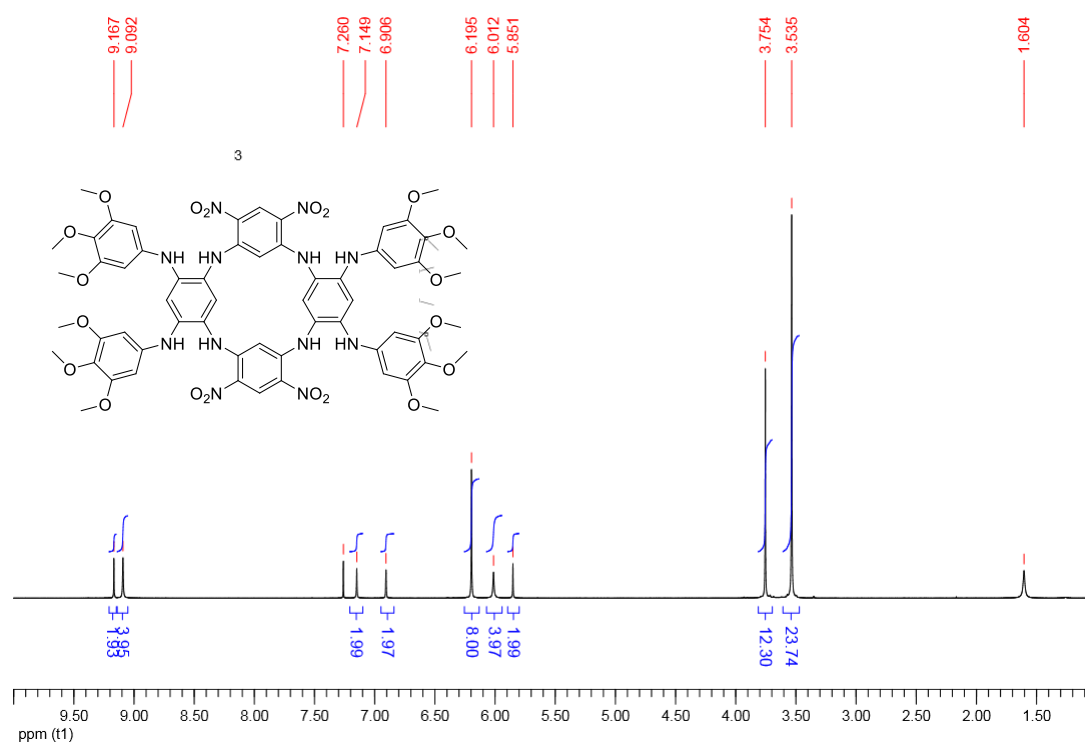 9.167 9.092 7.260 7.149 6.906 6.195 6.012 5.851 3.754 3.535 1.604
3
O2N NO2
O O
O NH NH HN HN O
O O
O NH NH HN HN O
O O
O2N NO2
1.93 3.95 1.99 1.97 8.00 3.97 1.99 12.30 23.74
9.50 9.00 8.50 8.00 7.50 7.00 6.50 6.00 5.50 5.00 4.50 4.00 3.50 3.00 2.50 2.00 1.50
ppm (t1)